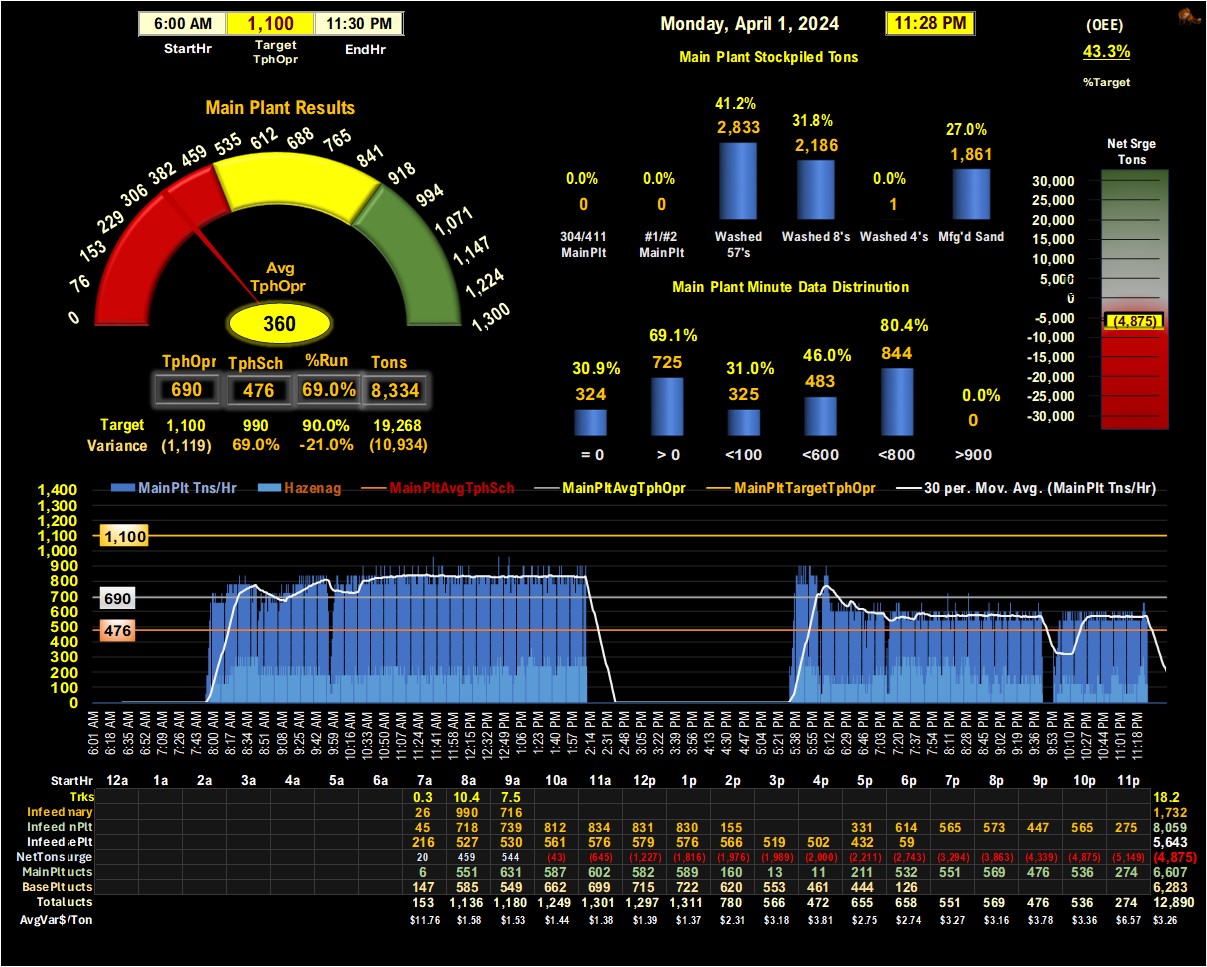 6:00 AM 1,100 11:30 PM
StartHr Target TphOpr EndHr
Monday, April 1, 2024 11:28 PM
(OEE)
43.3%
%Target
Main Plant Stockpiled Tons
41.2% 31.8% 27.0%
2,833 2,186 1,861
0.0% 0.0% 0.0%
0 0 1
304/411 MainPlt #1/#2 MainPlt Washed 57's Washed 8's Washed 4's Mfg'd Sand
Main Plant Results
0 76 153 229 306 382 459 535 612 688 765 841 918 994 1,071 1,147 1,224 1,300
Avg
TphOpr
360
TphOpr TphSch %Run Tons
690 476 69.0% 8,334
Target 1,100 990 90.0% 19,268
Variance (1,119) 69.0% -21.0% (10,934)
Main Plant Minute Data Distrinution
30.9% 69.1% 31.0% 46.0% 80.4% 0.0%
324 725 325 483 844 0
= 0 > 0 <100 <600 <800 >900
Net Srge
Tons
30,000
25,000
20,000
15,000
10,000
5,000
0
-5,000
(4,875)
-10,000
-15,000
-20,000
-25,000
-30,000
MainPlt Tns/Hr Hazenag MainPltAvgTphSch MainPltAvgTphOpr MainPltTargetTphOpr 30 per. Mov. Avg. (MainPlt Tns/Hr)
1,400
1,300
1,200
1,100
1,000
900
800
700
600
500
400
300
200
100
0
1,100
690
476
6:01 AM 6:18 AM 6:35 AM 6:52 AM 7:09 AM 7:26 AM 7:43 AM 8:00 AM 8:17 AM 8:34 AM 8:51 AM 9:08 AM 9:25 AM 9:42 AM 9:59 AM 10:16 AM 10:33 AM 10:50 AM 11:07 AM 11:24 AM 11:41 AM 11:58 AM 12:15 PM 12:32 PM 12:49 PM 1:06 PM 1:23 PM 1:40 PM 1:57 PM 2:14 PM 2:31 PM 2:48 PM 3:05 PM 3:22 PM 3:39 PM 3:56 PM 4:13 PM 4:30 PM 4:47 PM 5:04 PM 5:21 PM 5:38 PM 5:55 PM 6:12 PM 6:29 PM 6:46 PM 7:03 PM 7:20 PM 7:37 PM 7:54 PM 8:11 PM 8:28 PM 8:45 PM 9:02 PM 9:19 PM 9:36 PM 9:53 PM 10:10 PM 10:27 PM 10:44 PM 11:01 PM 11:18 PM
StartHr 12a 1a 2a 3a 4a 5a 6a 7a 8a 9a 10a 11a 12p 1p 2p 3p 4p 5p 6p 7p 8p 9p 10p 11p
Trks 0.3 10.4 7.5 18.2
Infeed mary 26 990 716 1,732
Infeed nPlt 45 718 739 812 834 831 830 155 331 614 565 573 447 565 275 8,059
Infeed ePlt 216 527 530 561 576 579 576 566 519 502 432 59 5,643
NetTons urge 20 459 544 (43) (645) (1,227) (1,816) (1,976) (1,989) (2,000) (2,211) (2,743) (3,294) (3,863) (4,339) (4,875) (5,149) (4,875)
MainPlt ucts 6 551 631 587 602 582 589 160 13 11 211 532 551 569 476 536 274 6,607
BasePlt ucts 147 585 549 662 699 715 722 620 553 461 444 126 6,283
Total ucts 153 1,136 1,180 1,249 1,301 1,297 1,311 780 566 472 655 658 551 569 476 536 274 12,890
AvgVar$/Ton $11.76 $1.58 $1.53 $1.44 $1.38 $1.39 $1.37 $2.31 $3.18 $3.81 $2.75 $2.74 $3.27 $3.16 $3.78 $3.36 $6.57 $3.26